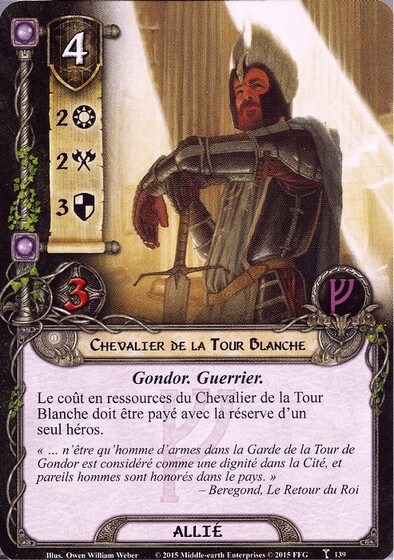 4
2
2
3
3
Chevalier de la Tour Blanche
Gondor. Guerrier.
Le coût en ressources du Chevalier de la Tour
Blanche doit être payé avec la réserve d'un
seul héros.
« ... n'être qu'homme d'armes dans la Garde de la Tour de
Gondor est considéré comme une dignité dans la Cité, et
pareils hommes sont honorés dans le pays. »
– Beregond, Le Retour du Roi
ALLIÉ
Illus. Owen William Weber © 2015 Middle-earth Enterprises © 2015 FFG 139